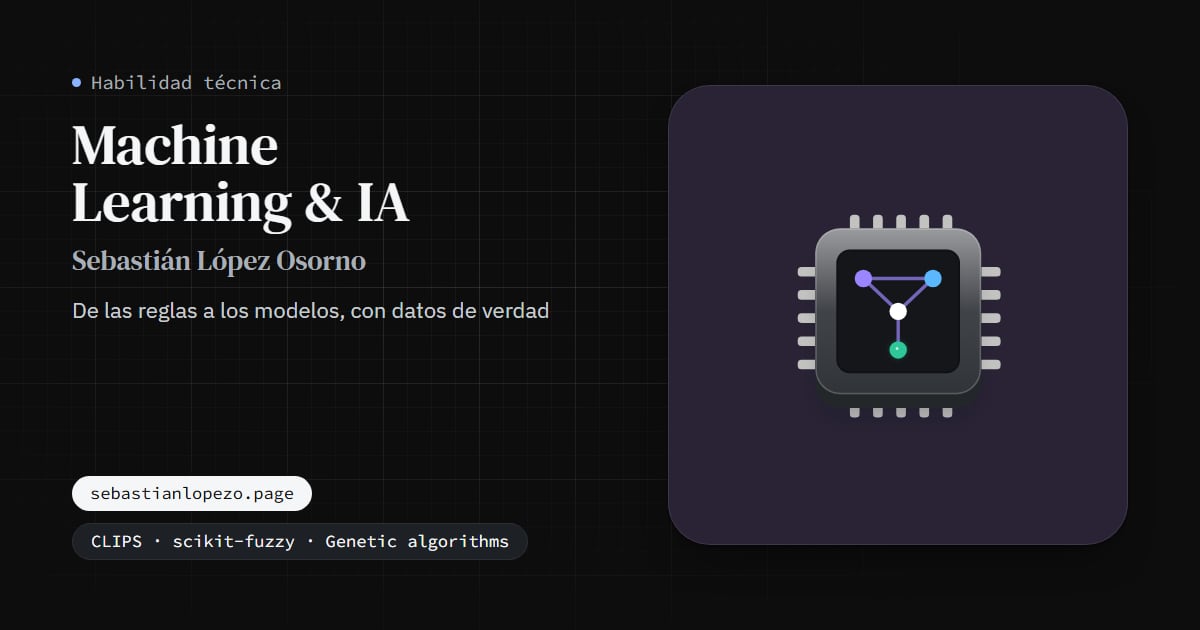 Habilidad técnica
Machine
Learning & IA
Sebastián López Osorno
De las reglas a los modelos, con datos de verdad
sebastianlopezo.page
CLIPS · scikit-fuzzy · Genetic algorithms